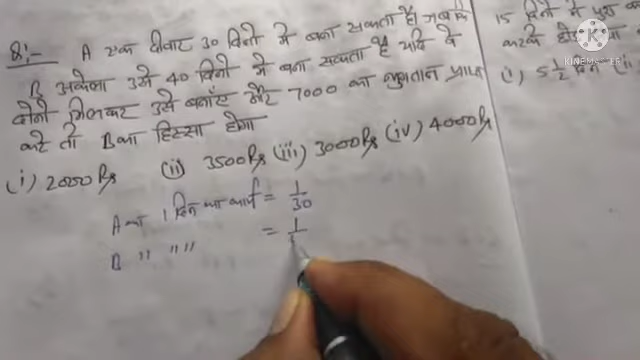 Q:- A एक दीवार 30 दिनो में बना सकता है जबकि
B अकेला उसे 40 दिनो में बना सकता है यदि वे
दोनो मिलकर उसे बनाएं और 7000 का भुगतान प्राप्त
करे तो B का हिस्सा होगा
(i) 2000 Rs (ii) 3500 Rs (iii) 3000 Rs (iv) 4000 Rs
A का 1 दिन का कार्य = 1/30
B " " " = 1/
15 दिनो में
करके
(i) 5 1/2 दिन (ii)
KINEMASTER